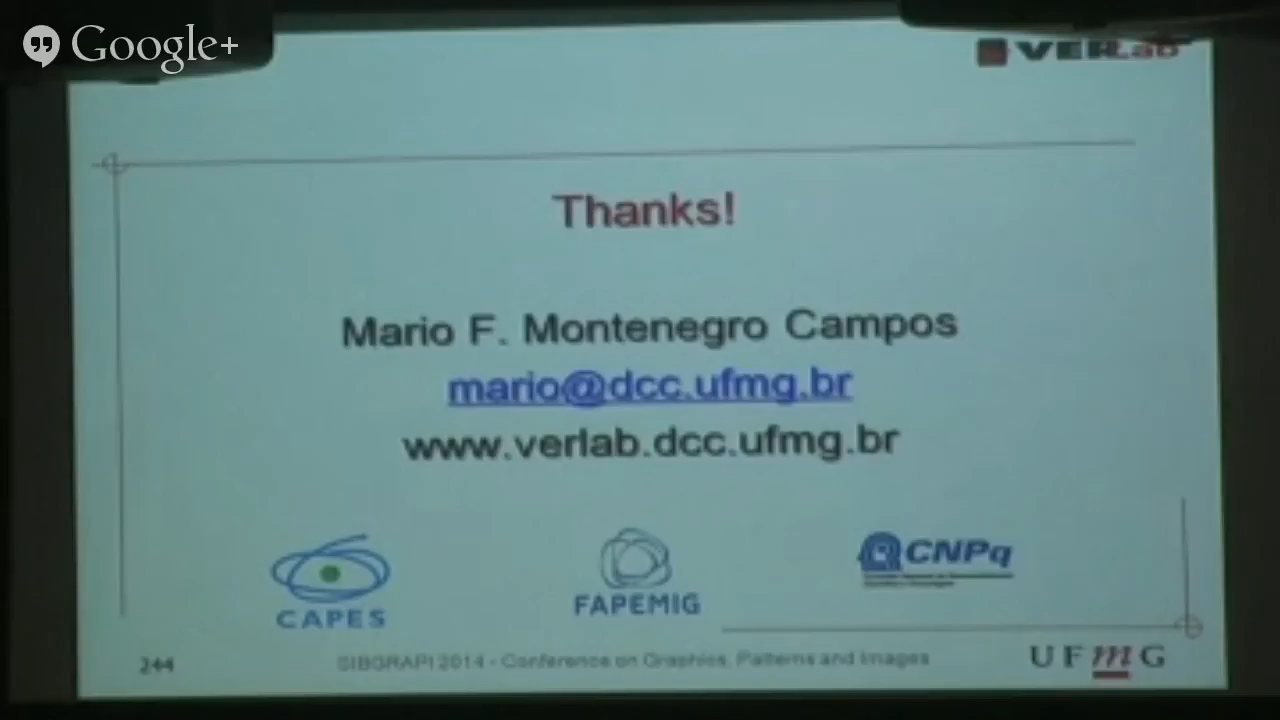 Google+
VERLab
Thanks!
Mario F. Montenegro Campos
mario@dcc.ufmg.br
www.verlab.dcc.ufmg.br
CAPES
FAPEMIG
CNPq
244
SIBGRAPI 2014 - Conference on Graphics, Patterns and Images
UFmG